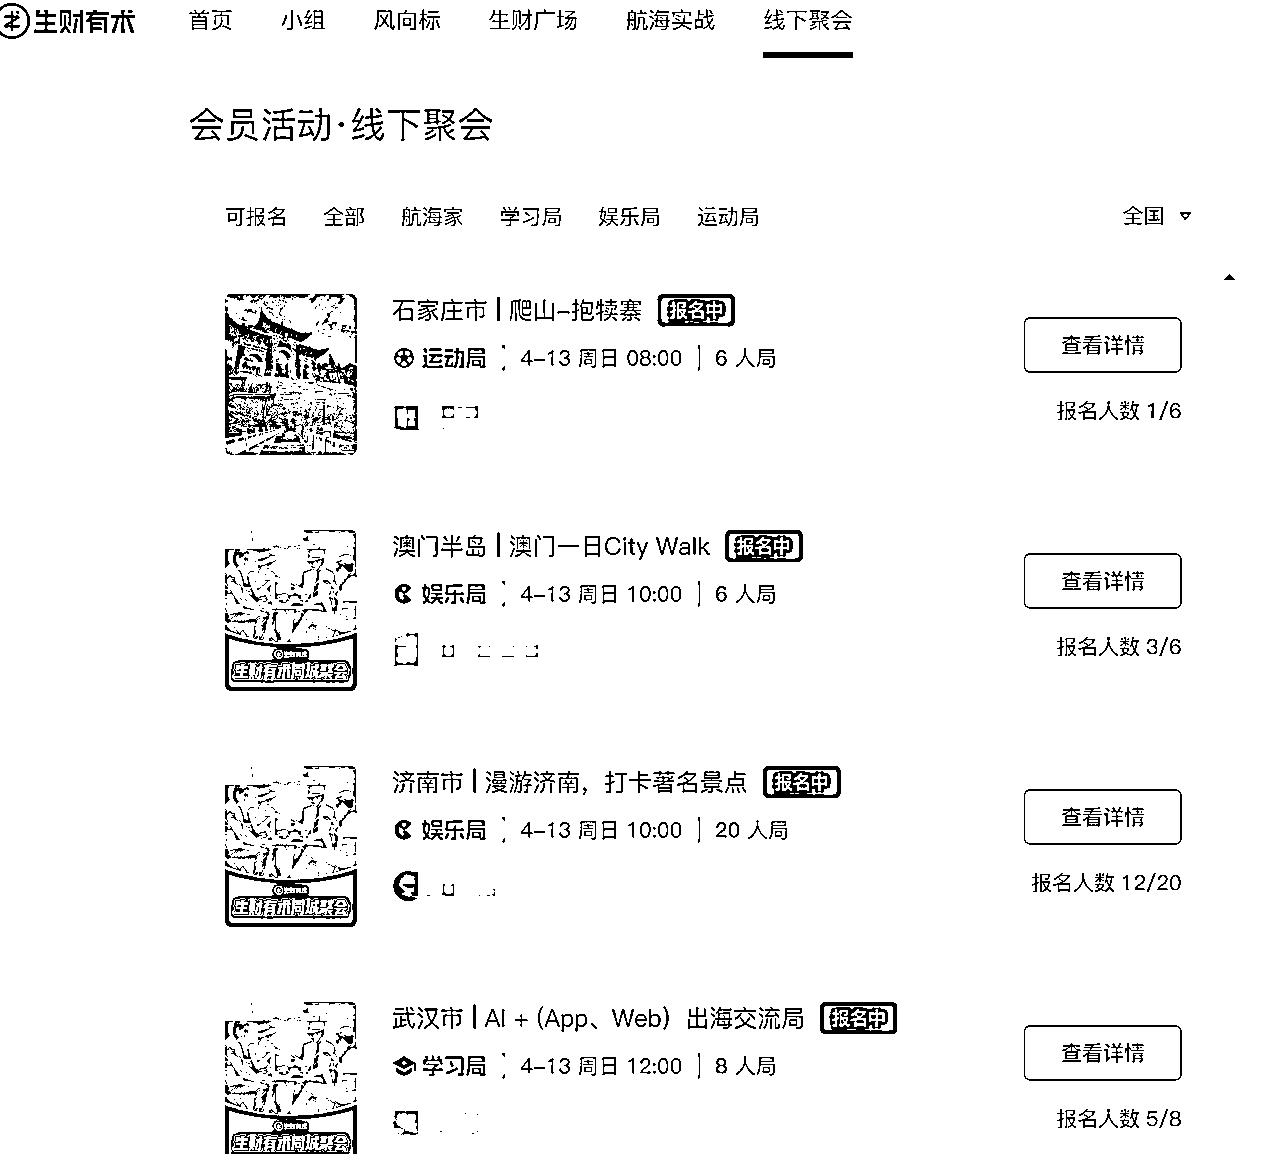 生财有术 首页 小组 风向标 生财广场 航海实战 线下聚会
会员活动·线下聚会
可报名 全部 航海家 学习局 娱乐局 运动局 全国
石家庄市 | 爬山-抱犊寨 报名中
运动局 | 4-13 周日 08:00 | 6 人局
查看详情
报名人数 1/6
澳门半岛 | 澳门一日City Walk 报名中
娱乐局 | 4-13 周日 10:00 | 6 人局
查看详情
报名人数 3/6
生财有术同城聚会
济南市 | 漫游济南，打卡著名景点 报名中
娱乐局 | 4-13 周日 10:00 | 20 人局
查看详情
报名人数 12/20
生财有术同城聚会
武汉市 | AI + (App、Web) 出海交流局 报名中
学习局 | 4-13 周日 12:00 | 8 人局
查看详情
报名人数 5/8
生财有术同城聚会